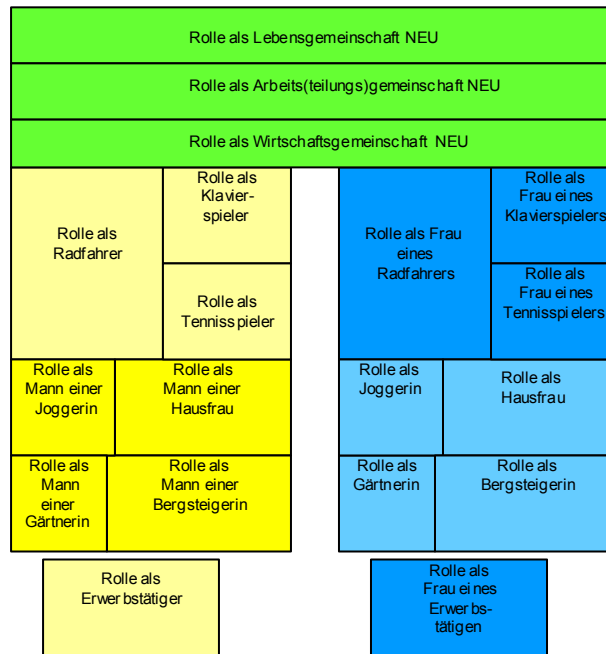 Rolle als Lebensgemeinschaft NEU
Rolle als Arbeits(teilungs)gemeinschaft NEU
Rolle als Wirtschaftsgemeinschaft NEU
Rolle als
Radfahrer
Rolle als
Klavier-
spieler
Rolle als
Tennisspieler
Rolle als Frau
eines
Radfahrers
Rolle als
Frau eines
Klavierspielers
Rolle als
Frau eines
Tennisspielers
Rolle als
Mann einer
Joggerin
Rolle als
Mann einer
Hausfrau
Rolle als
Joggerin
Rolle als
Hausfrau
Rolle als
Mann
einer
Gärtnerin
Rolle als
Mann einer
Bergsteigerin
Rolle als
Gärtnerin
Rolle als
Bergsteigerin
Rolle als
Erwerbstätiger
Rolle als
Frau eines
Erwerbs-
tätigen